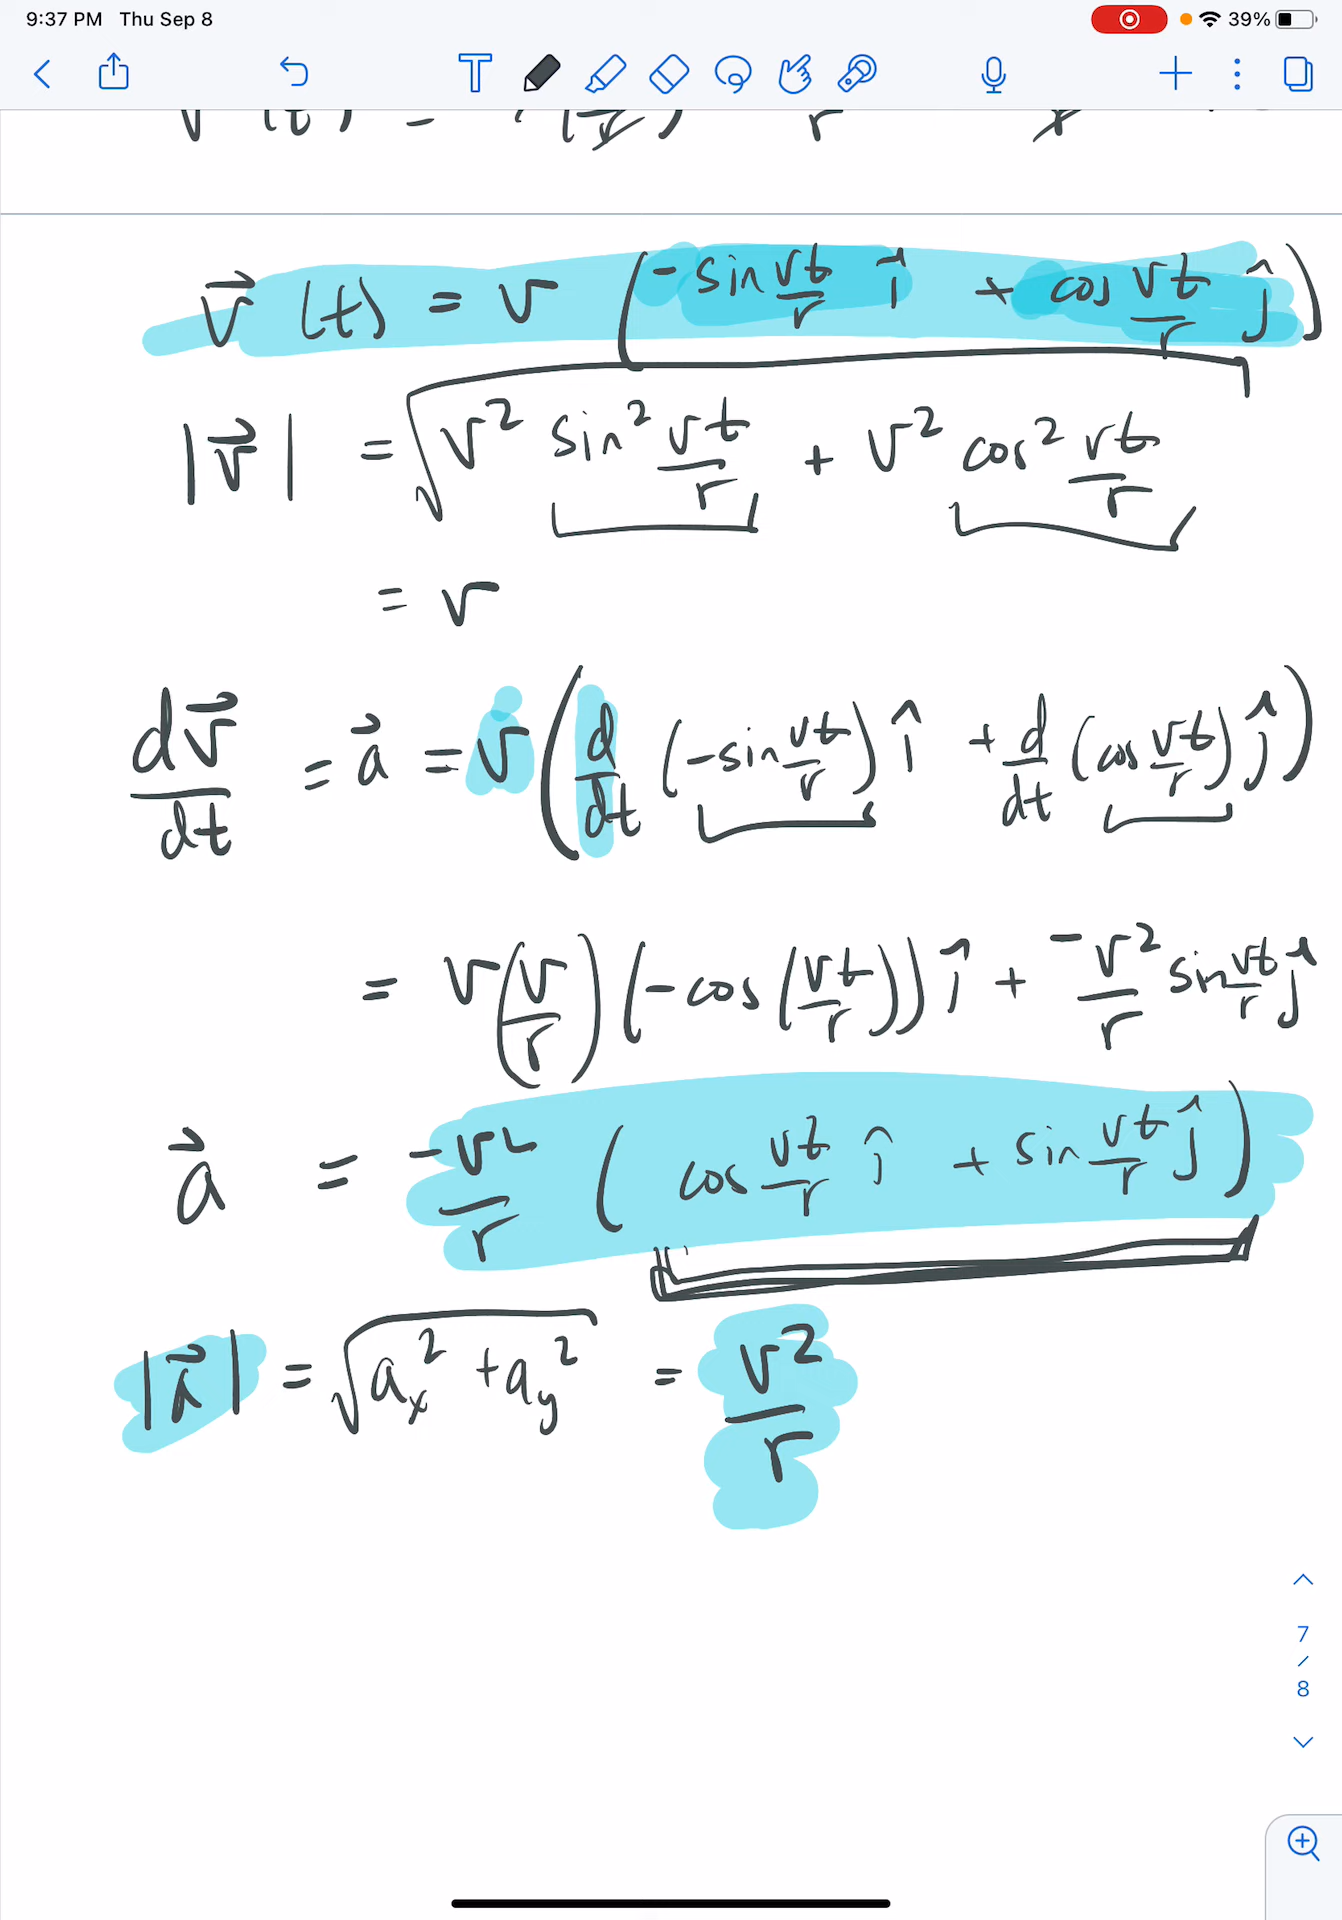 9:37 PM Thu Sep 8 39%
T
v⃗ (t) = v (-sin vt/r î + cos vt/r ĵ)
|v⃗| = √(v² sin² vt/r + v² cos² vt/r)
= v
dv⃗/dt = a⃗ = v (d/dt (-sin vt/r) î + d/dt (cos vt/r) ĵ)
= v(v/r) (-cos (vt/r)) î + -v²/r sin vt/r ĵ
a⃗ = -v²/r (cos vt/r î + sin vt/r ĵ)
|a⃗| = √(aₓ² + a_y²) = v²/r
7
/
8